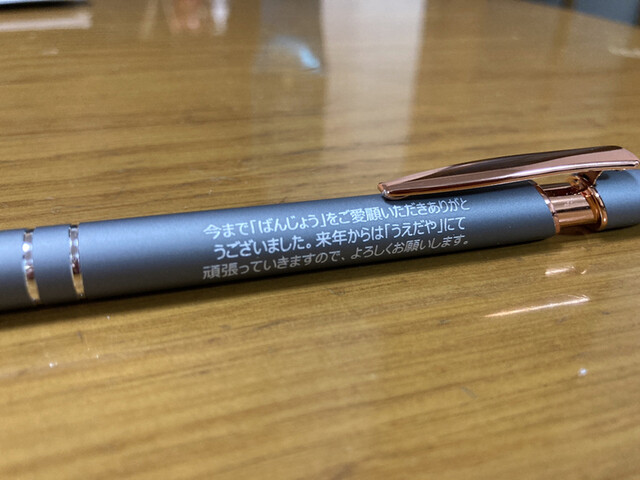 今まで「ばんじょう」をご愛顧いただきありがと
うございました。来年からは「うえだや」にて
頑張っていきますので、よろしくお願いします。